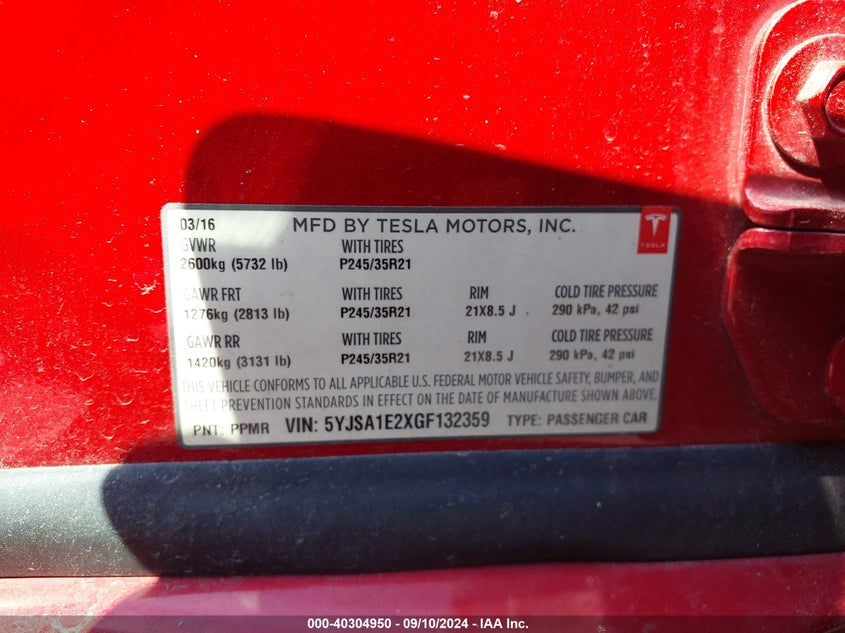 03/16 MFD BY TESLA MOTORS, INC.
GVWR WITH TIRES
2600kg (5732 lb) P245/35R21
GAWR FRT WITH TIRES RIM COLD TIRE PRESSURE
1276kg (2813 lb) P245/35R21 21X8.5 J 290 kPa, 42 psi
GAWR RR WITH TIRES RIM COLD TIRE PRESSURE
1420kg (3131 lb) P245/35R21 21X8.5 J 290 kPa, 42 psi
THIS VEHICLE CONFORMS TO ALL APPLICABLE U.S. FEDERAL MOTOR VEHICLE SAFETY, BUMPER, AND
THEFT PREVENTION STANDARDS IN EFFECT ON THE DATE OF MANUFACTURE SHOWN ABOVE.
PNT: PPMR VIN: 5YJSA1E2XGF132359 TYPE: PASSENGER CAR
TESLA
000-40304950 - 09/10/2024 - IAA Inc.